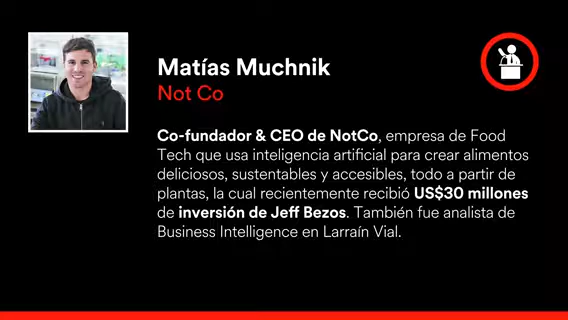 Matías Muchnik
Not Co
Co-fundador & CEO de NotCo, empresa de Food
Tech que usa inteligencia artificial para crear alimentos
deliciosos, sustentables y accesibles, todo a partir de
plantas, la cual recientemente recibió US$30 millones
de inversión de Jeff Bezos. También fue analista de
Business Intelligence en Larraín Vial.